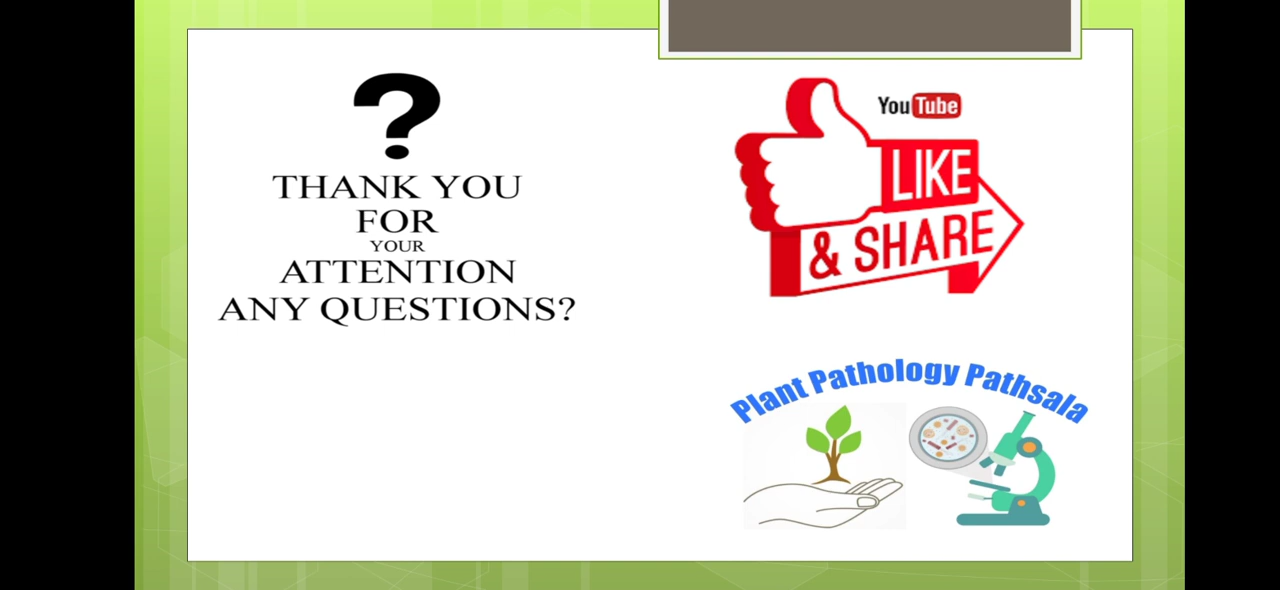 ?
THANK YOU
FOR
YOUR
ATTENTION
ANY QUESTIONS?
YouTube
LIKE
& SHARE
Plant Pathology Pathsala